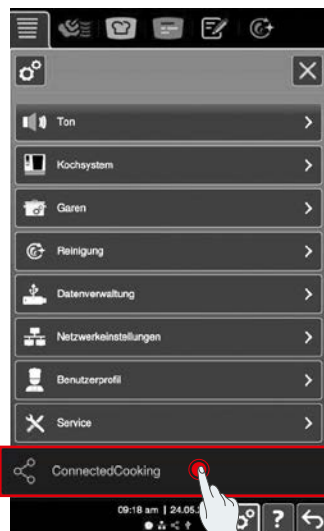 Ton
Kochsystem
Garen
Reinigung
Datenverwaltung
Netzwerkeinstellungen
Benutzerprofil
Service
ConnectedCooking
09:18 am | 24.05.
?